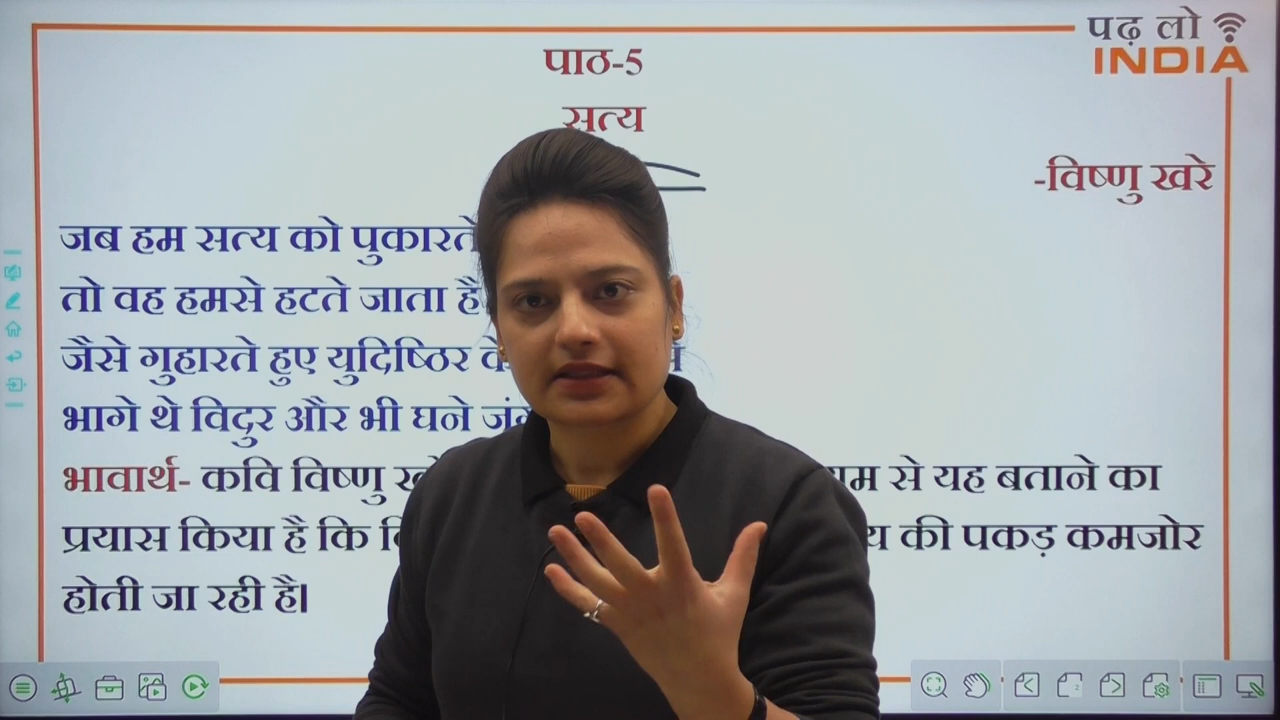 पढ़ लो
INDIA
पाठ-5
सत्य
-विष्णु खरे
जब हम सत्य को पुकारते
तो वह हमसे हटते जाता है
जैसे गुहारते हुए युदिष्ठिर
भागे थे विदुर और भी घने
भावार्थ- कवि विष्णु से यह बताने का
प्रयास किया है कि की पकड़ कमजोर
होती जा रही है।